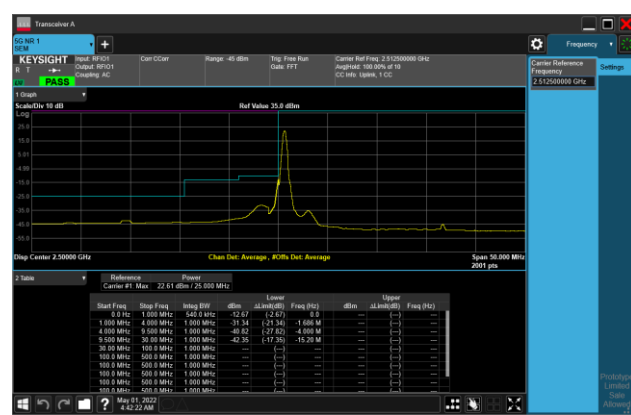 Transceiver A
5G NR 1
SEM
Frequency
KEYSIGHT
R T
PASS
Input: RFIO1
Output: RFIO1
Coupling: AC
Corr CCorr
Range: -45 dBm
Trig: Free Run
Gate: FFT
Carrier Ref Freq: 2.512500000 GHz
Avg|Hold: 100.00% of 10
CC Info: Uplink, 1 CC
Carrier Reference
Frequency
2.512500000 GHz
Settings
1 Graph
Scale/Div 10 dB
Ref Value 35.0 dBm
Log
25.0
15.0
5.01
-4.99
-15.0
-25.0
-35.0
-45.0
-55.0
Disp Center 2.50000 GHz
Chan Det: Average , #Offs Det: Average
Span 50.000 MHz
2001 pts
2 Table
Reference Power
Carrier #1 Max 22.61 dBm / 25.000 MHz
Lower Upper
Start Freq Stop Freq Integ BW dBm ΔLimit(dB) Freq (Hz) dBm ΔLimit(dB) Freq (Hz)
0.0 Hz 1.000 MHz 540.0 kHz -12.67 (-2.67) 0.0 --- (---) ---
1.000 MHz 4.000 MHz 1.000 MHz -31.34 (-21.34) -1.686 M --- (---) ---
4.000 MHz 9.500 MHz 1.000 MHz -40.82 (-27.82) -4.000 M --- (---) ---
9.500 MHz 30.00 MHz 1.000 MHz -42.35 (-17.35) -15.20 M --- (---) ---
30.00 MHz 100.0 MHz 1.000 MHz --- (---) --- --- (---) ---
100.0 MHz 500.0 MHz 1.000 MHz --- (---) --- --- (---) ---
100.0 MHz 500.0 MHz 1.000 MHz --- (---) --- --- (---) ---
100.0 MHz 500.0 MHz 1.000 MHz --- (---) --- --- (---) ---
100.0 MHz 500.0 MHz 1.000 MHz --- (---) --- --- (---) ---
100.0 MHz 500.0 MHz 1.000 MHz --- (---) --- --- (---) ---
Prototype
Limited
Sale
Allowed
?
May 01, 2022
4:42:22 AM